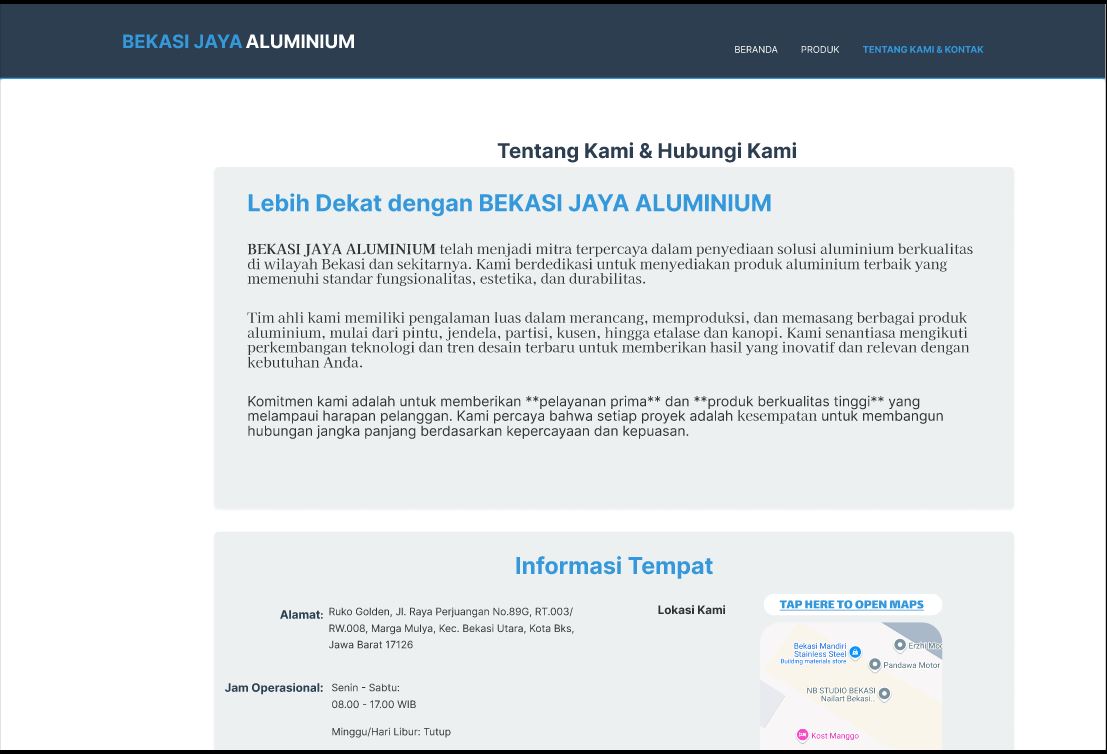 BEKASI JAYA ALUMINIUM
BERANDA PRODUK TENTANG KAMI & KONTAK
Tentang Kami & Hubungi Kami
Lebih Dekat dengan BEKASI JAYA ALUMINIUM
BEKASI JAYA ALUMINIUM telah menjadi mitra terpercaya dalam penyediaan solusi aluminium berkualitas
di wilayah Bekasi dan sekitarnya. Kami berdedikasi untuk menyediakan produk aluminium terbaik yang
memenuhi standar fungsionalitas, estetika, dan durabilitas.
Tim ahli kami memiliki pengalaman luas dalam merancang, memproduksi, dan memasang berbagai produk
aluminium, mulai dari pintu, jendela, partisi, kusen, hingga etalase dan kanopi. Kami senantiasa mengikuti
perkembangan teknologi dan tren desain terbaru untuk memberikan hasil yang inovatif dan relevan dengan
kebutuhan Anda.
Komitmen kami adalah untuk memberikan **pelayanan prima** dan **produk berkualitas tinggi** yang
melampaui harapan pelanggan. Kami percaya bahwa setiap proyek adalah kesempatan untuk membangun
hubungan jangka panjang berdasarkan kepercayaan dan kepuasan.
Informasi Tempat
Alamat: Ruko Golden, Jl. Raya Perjuangan No.89G, RT.003/
RW.008, Marga Mulya, Kec. Bekasi Utara, Kota Bks,
Jawa Barat 17126
Jam Operasional: Senin - Sabtu:
08.00 - 17.00 WIB
Minggu/Hari Libur: Tutup
Lokasi Kami
TAP HERE TO OPEN MAPS
Bekasi Mandiri
Stainless Steel
Building materials store
Erzhi
Pandawa Motor
NB STUDIO BEKASI
Nailart Bekasi..
Kost Manggo